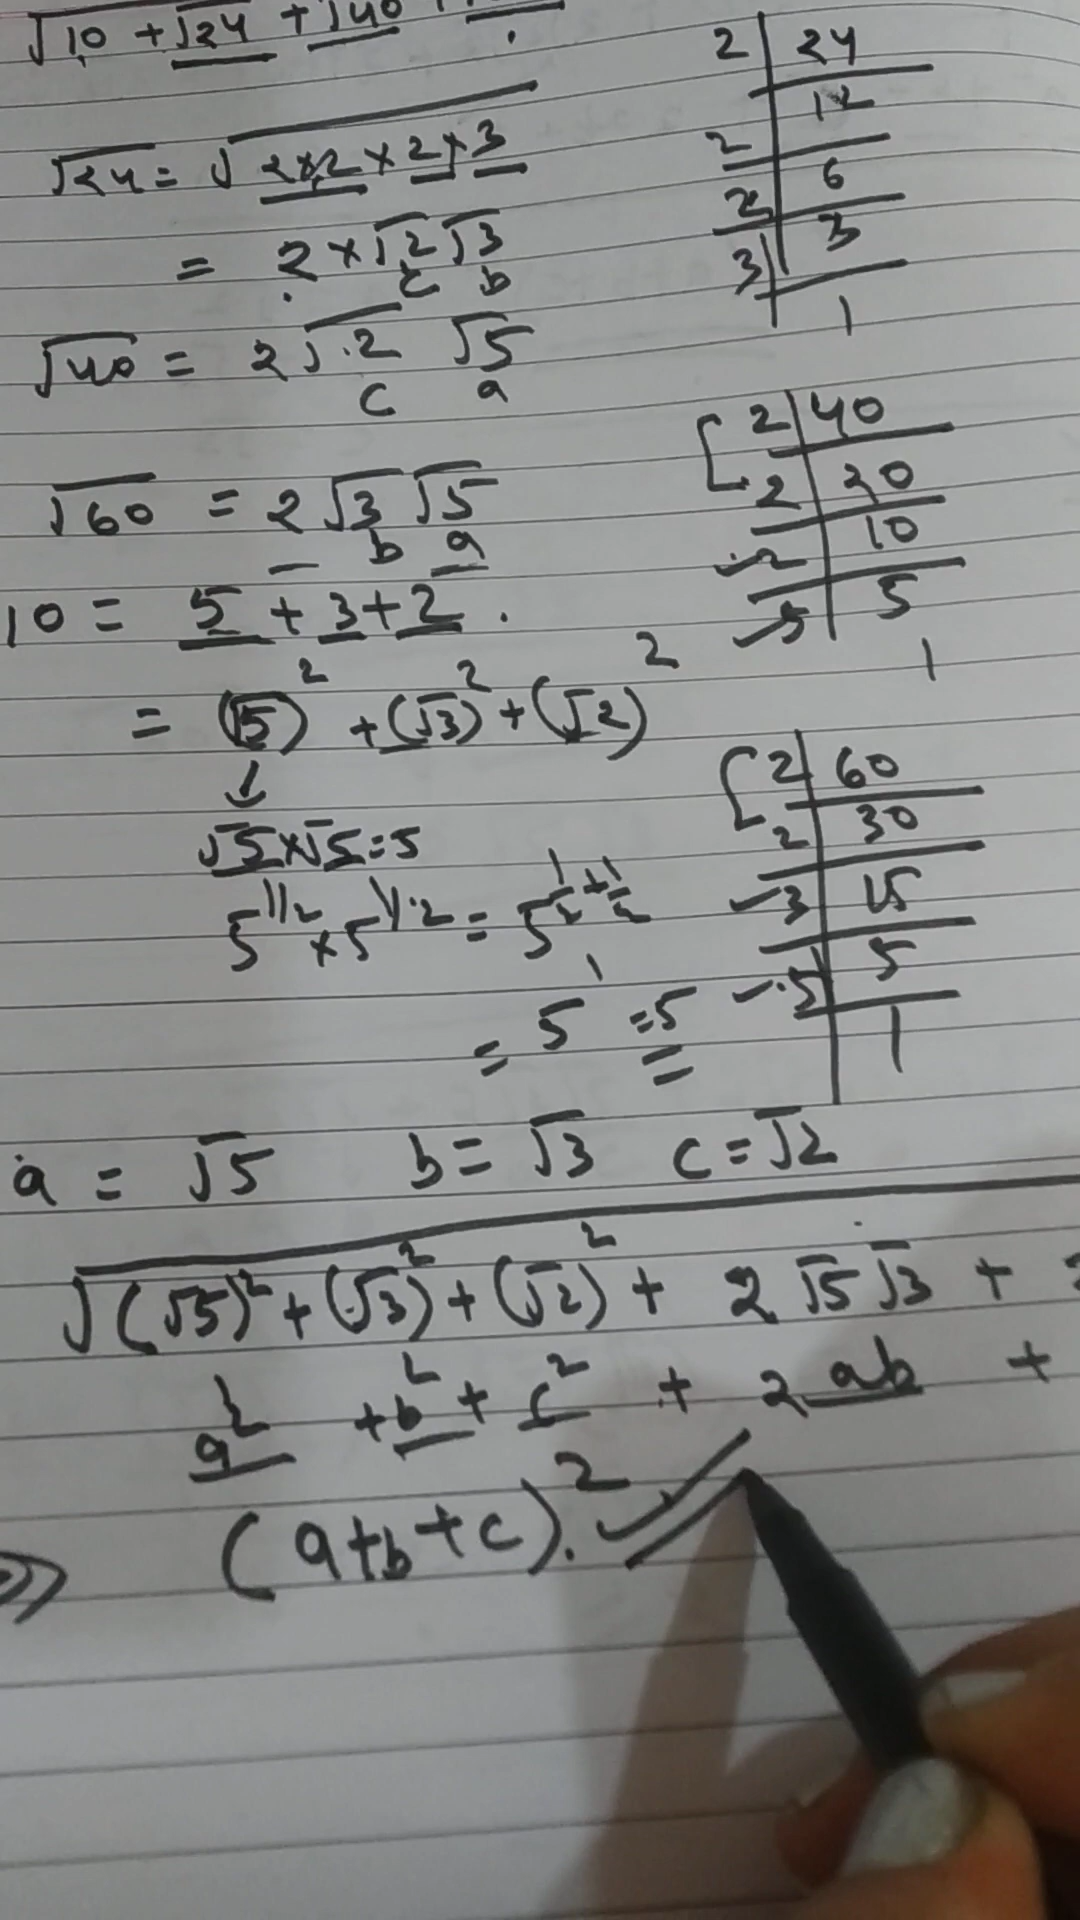 √10 + √24 + √40
√24 = √2×2×2×3
= 2×√2√3
c b
√40 = 2√2 √5
c a
√60 = 2√3√5
b a
10 = 5 + 3 + 2 .
= (√5)² + (√3)² + (√2)²
↓
√5×√5=5
5^1/2 × 5^1/2 = 5^1/2+1/2
= 5^1 =5
a = √5 b = √3 c = √2
√(√5)² + (√3)² + (√2)² + 2√5√3 +
a² + b² + c² + 2ab +
(a+b+c)²
2 | 24
2 | 12
2 | 6
3 | 3
1
2 | 40
2 | 20
2 | 10
5 | 5
1
2 | 60
2 | 30
3 | 15
5 | 5
1